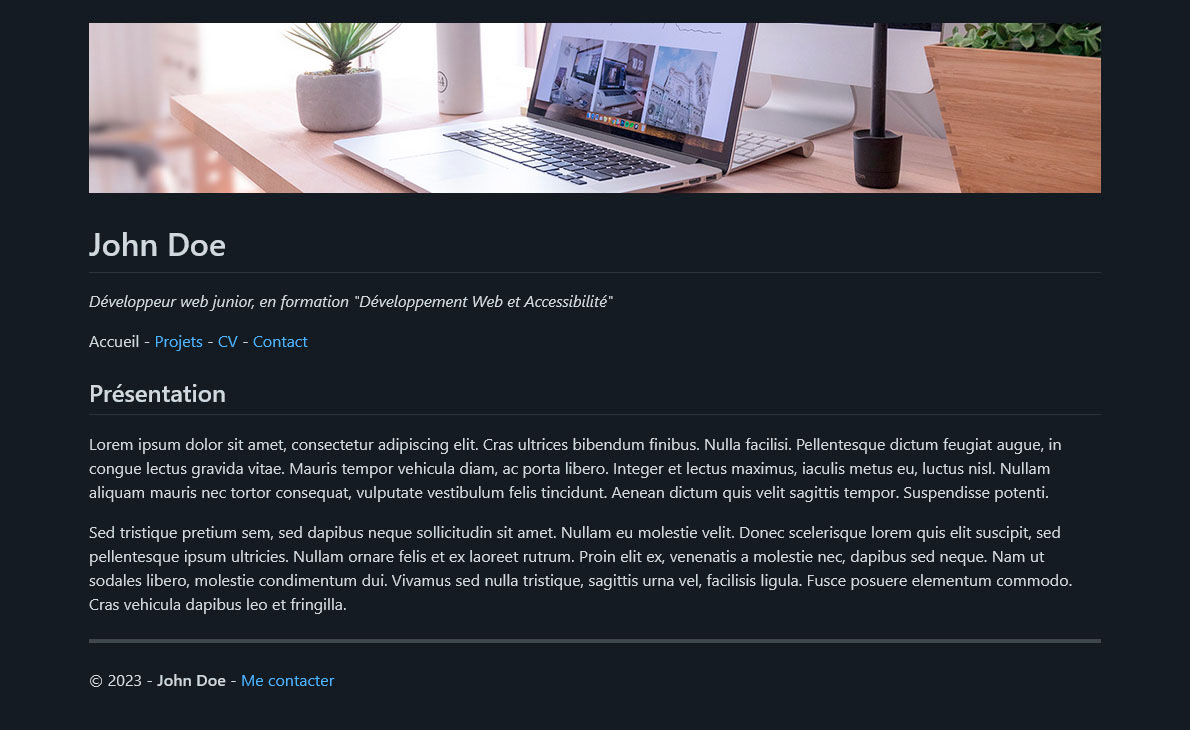 John Doe
Développeur web junior, en formation "Développement Web et Accessibilité"
Accueil - Projets - CV - Contact
Présentation
Lorem ipsum dolor sit amet, consectetur adipiscing elit. Cras ultrices bibendum finibus. Nulla facilisi. Pellentesque dictum feugiat augue, in
congue lectus gravida vitae. Mauris tempor vehicula diam, ac porta libero. Integer et lectus maximus, iaculis metus eu, luctus nisl. Nullam
aliquam mauris nec tortor consequat, vulputate vestibulum felis tincidunt. Aenean dictum quis velit sagittis tempor. Suspendisse potenti.
Sed tristique pretium sem, sed dapibus neque sollicitudin sit amet. Nullam eu molestie velit. Donec scelerisque lorem quis elit suscipit, sed
pellentesque ipsum ultricies. Nullam ornare felis et ex laoreet rutrum. Proin elit ex, venenatis a molestie nec, dapibus sed neque. Nam ut
sodales libero, molestie condimentum dui. Vivamus sed nulla tristique, sagittis urna vel, facilisis ligula. Fusce posuere elementum commodo.
Cras vehicula dapibus leo et fringilla.
© 2023 - John Doe - Me contacter